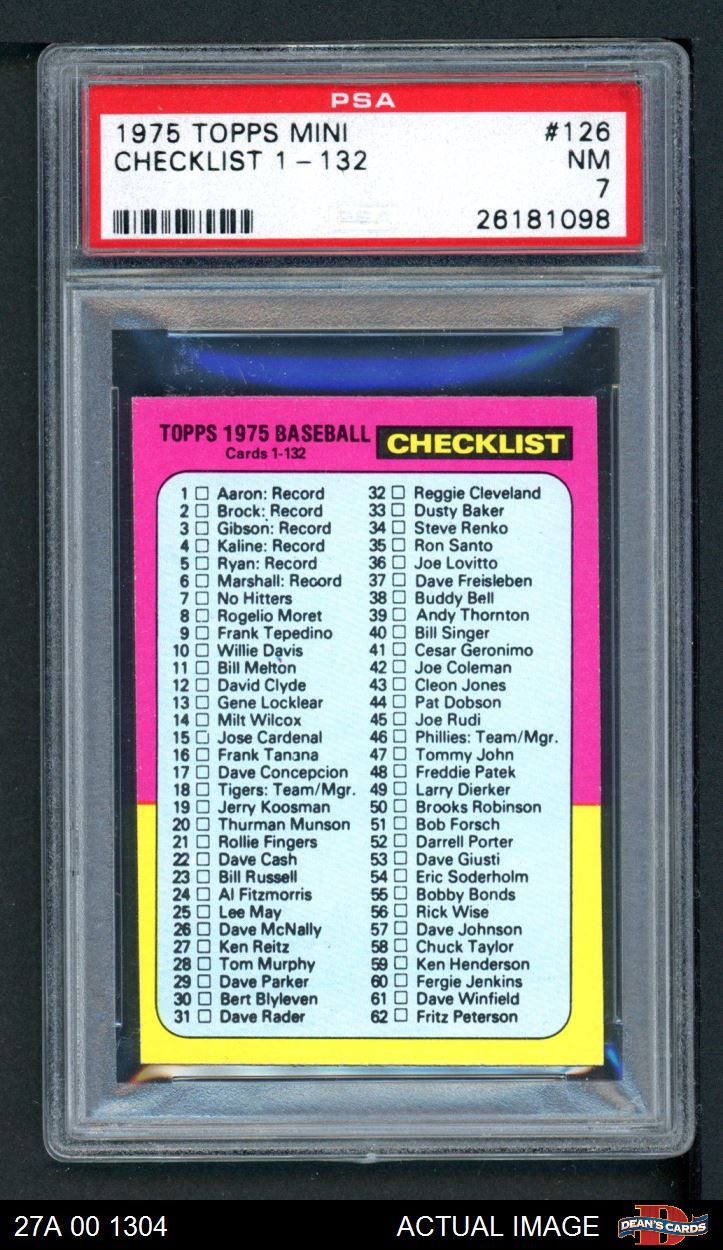 PSA
1975 TOPPS MINI #126
CHECKLIST 1 - 132 NM
7
26181098
TOPPS 1975 BASEBALL CHECKLIST
Cards 1-132
1 Aaron: Record
2 Brock: Record
3 Gibson: Record
4 Kaline: Record
5 Ryan: Record
6 Marshall: Record
7 No Hitters
8 Rogelio Moret
9 Frank Tepedino
10 Willie Davis
11 Bill Melton
12 David Clyde
13 Gene Locklear
14 Milt Wilcox
15 Jose Cardenal
16 Frank Tanana
17 Dave Concepcion
18 Tigers: Team/Mgr.
19 Jerry Koosman
20 Thurman Munson
21 Rollie Fingers
22 Dave Cash
23 Bill Russell
24 Al Fitzmorris
25 Lee May
26 Dave McNally
27 Ken Reitz
28 Tom Murphy
29 Dave Parker
30 Bert Blyleven
31 Dave Rader
32 Reggie Cleveland
33 Dusty Baker
34 Steve Renko
35 Ron Santo
36 Joe Lovitto
37 Dave Freisleben
38 Buddy Bell
39 Andy Thornton
40 Bill Singer
41 Cesar Geronimo
42 Joe Coleman
43 Cleon Jones
44 Pat Dobson
45 Joe Rudi
46 Phillies: Team/Mgr.
47 Tommy John
48 Freddie Patek
49 Larry Dierker
50 Brooks Robinson
51 Bob Forsch
52 Darrell Porter
53 Dave Giusti
54 Eric Soderholm
55 Bobby Bonds
56 Rick Wise
57 Dave Johnson
58 Chuck Taylor
59 Ken Henderson
60 Fergie Jenkins
61 Dave Winfield
62 Fritz Peterson
27A 00 1304 ACTUAL IMAGE DEAN'S CARDS